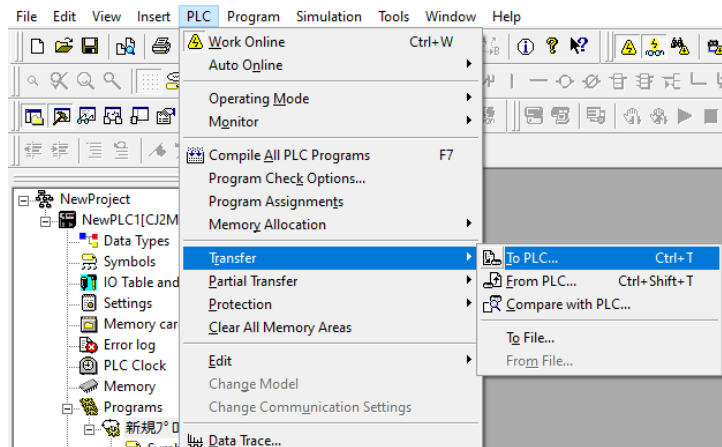 File Edit View Insert PLC Program Simulation Tools Window Help
Work Online Ctrl+W
Auto Online
Operating Mode
Monitor
Compile All PLC Programs F7
Program Check Options...
Program Assignments
Memory Allocation
Transfer
Partial Transfer
Protection
Clear All Memory Areas
Edit
Change Model
Change Communication Settings
Data Trace...
To PLC... Ctrl+T
From PLC... Ctrl+Shift+T
Compare with PLC...
To File...
From File...
NewProject
NewPLC1[CJ2M
Data Types
Symbols
IO Table and
Settings
Memory car
Error log
PLC Clock
Memory
Programs
新規ﾌﾟﾛ